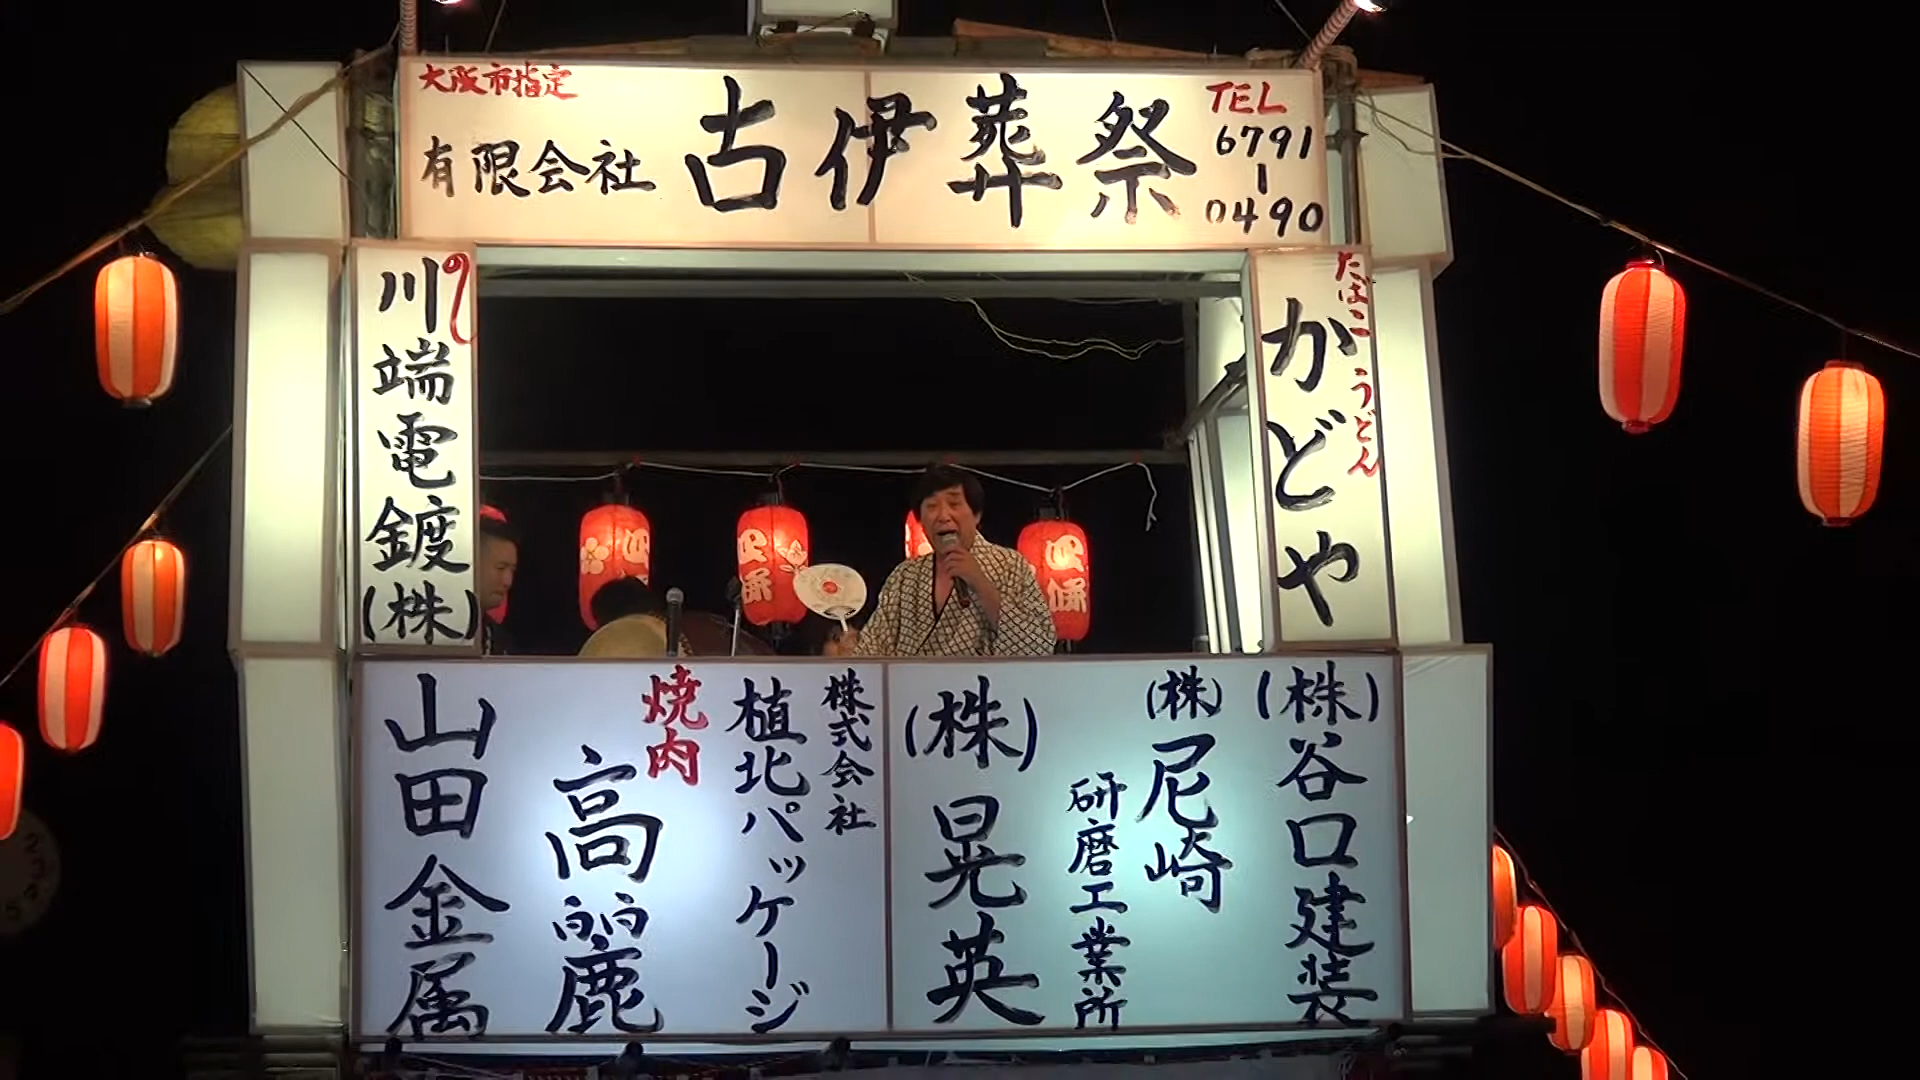 大阪市指定
有限会社 古伊葬祭
TEL
6791
-
0490
川端電鍍(株)
の
たばこ
うどん
かどや
(株)谷口建装
(株)尼崎
研磨工業所
(株)晃英
株式会社
植北パッケージ
焼肉
高麗
山田金属